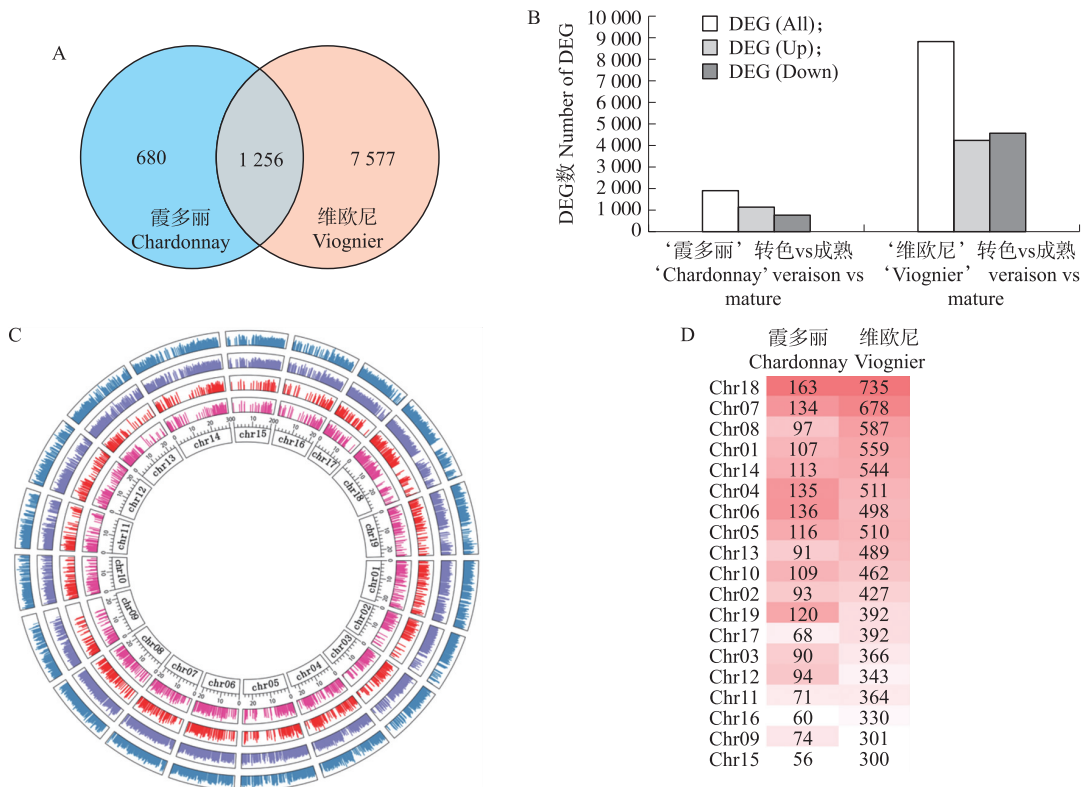 A
680
1 256
7 577
霞多丽
Chardonnay
维欧尼
Viognier
B
DEG数 Number of DEG
10 000
9 000
8 000
7 000
6 000
5 000
4 000
3 000
2 000
1 000
0
DEG (All)；
DEG (Up)；
DEG (Down)
‘霞多丽’ 转色vs成熟
‘Chardonnay’ veraison vs
mature
‘维欧尼’ 转色vs成熟
‘Viognier’ veraison vs
mature
C
chr01
chr02
chr03
chr04
chr05
chr06
chr07
chr08
chr09
chr10
chr11
chr12
chr13
chr14
chr15
chr16
chr17
chr18
chr19
D
霞多丽 维欧尼
Chardonnay Viognier
Chr18 163 735
Chr07 134 678
Chr08 97 587
Chr01 107 559
Chr14 113 544
Chr04 135 511
Chr06 136 498
Chr05 116 510
Chr13 91 489
Chr10 109 462
Chr02 93 427
Chr19 120 392
Chr17 68 392
Chr03 90 366
Chr12 94 343
Chr11 71 364
Chr16 60 330
Chr09 74 301
Chr15 56 300